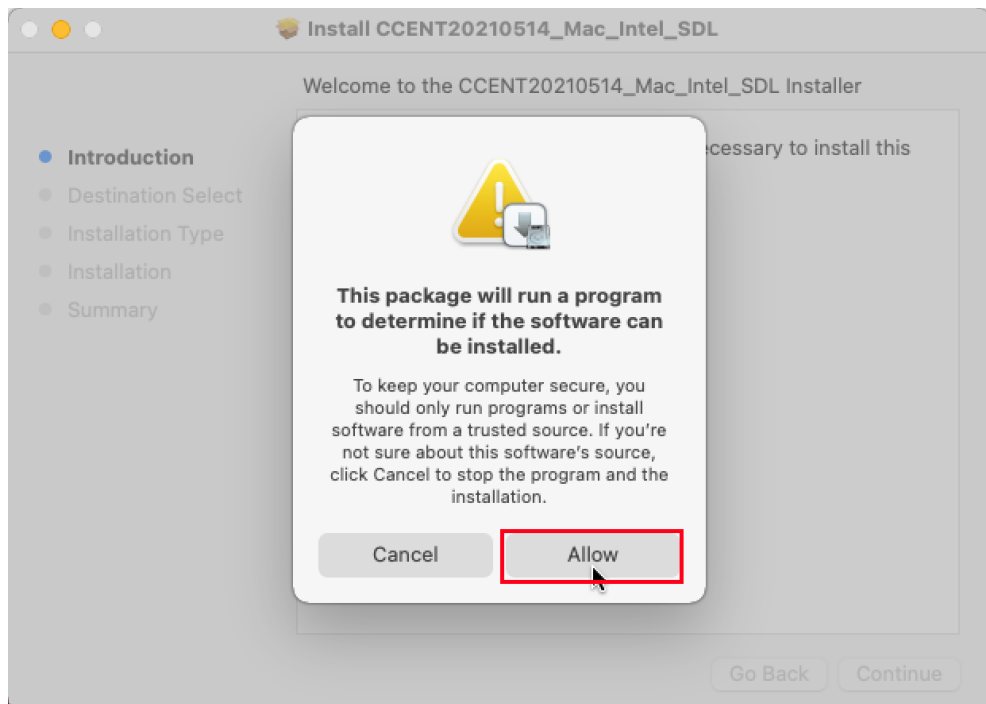 Install CCENT20210514_Mac_Intel_SDL
Welcome to the CCENT20210514_Mac_Intel_SDL Installer
Introduction
Destination Select
Installation Type
Installation
Summary
to install this
This package will run a program
to determine if the software can
be installed.
To keep your computer secure, you
should only run programs or install
software from a trusted source. If you're
not sure about this software's source,
click Cancel to stop the program and the
installation.
Cancel
Allow
Go Back
Continue